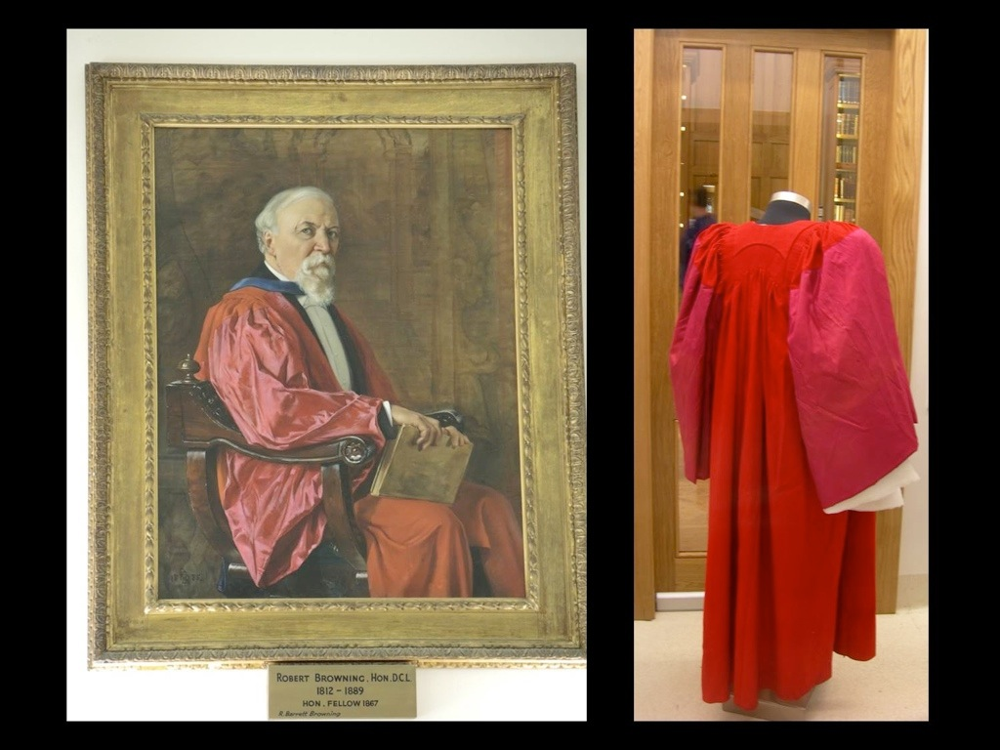 ROBERT BROWNING, HON. D.C.L
1812 – 1889
HON. FELLOW 1867
R. Barrett Browning